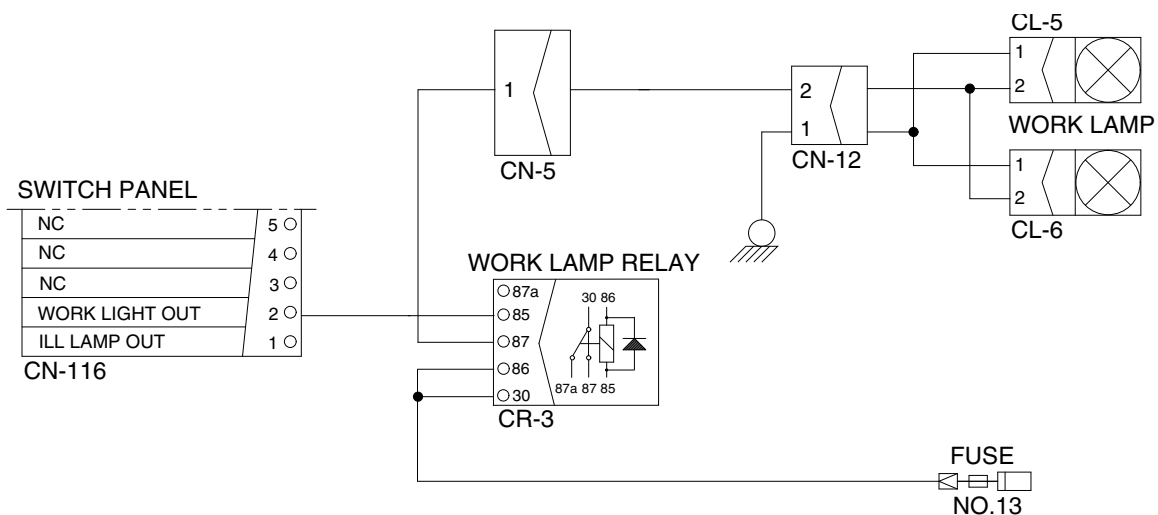 CL-5
1
2
WORK LAMP
1
2
CL-6
1
CN-5
2
1
CN-12
SWITCH PANEL
NC 5
NC 4
NC 3
WORK LIGHT OUT 2
ILL LAMP OUT 1
CN-116
WORK LAMP RELAY
87a
85
87
86
30
30 86
87a 87 85
CR-3
FUSE
NO.13